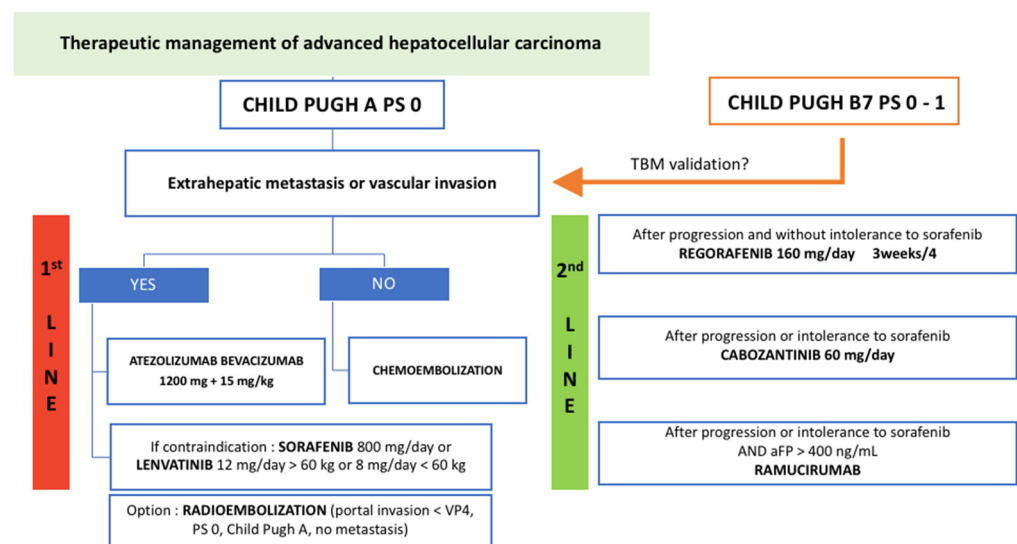 Therapeutic management of advanced hepatocellular carcinoma
CHILD PUGH A PS 0
CHILD PUGH B7 PS 0 - 1
TBM validation?
Extrahepatic metastasis or vascular invasion
1st
L
I
N
E
YES
NO
ATEZOLIZUMAB BEVACIZUMAB
1200 mg + 15 mg/kg
CHEMOEMBOLIZATION
If contraindication : SORAFENIB 800 mg/day or
LENVATINIB 12 mg/day > 60 kg or 8 mg/day < 60 kg
Option : RADIOEMBOLIZATION (portal invasion < VP4,
PS 0, Child Pugh A, no metastasis)
2nd
L
I
N
E
After progression and without intolerance to sorafenib
REGORAFENIB 160 mg/day 3weeks/4
After progression or intolerance to sorafenib
CABOZANTINIB 60 mg/day
After progression or intolerance to sorafenib
AND aFP > 400 ng/mL
RAMUCIRUMAB